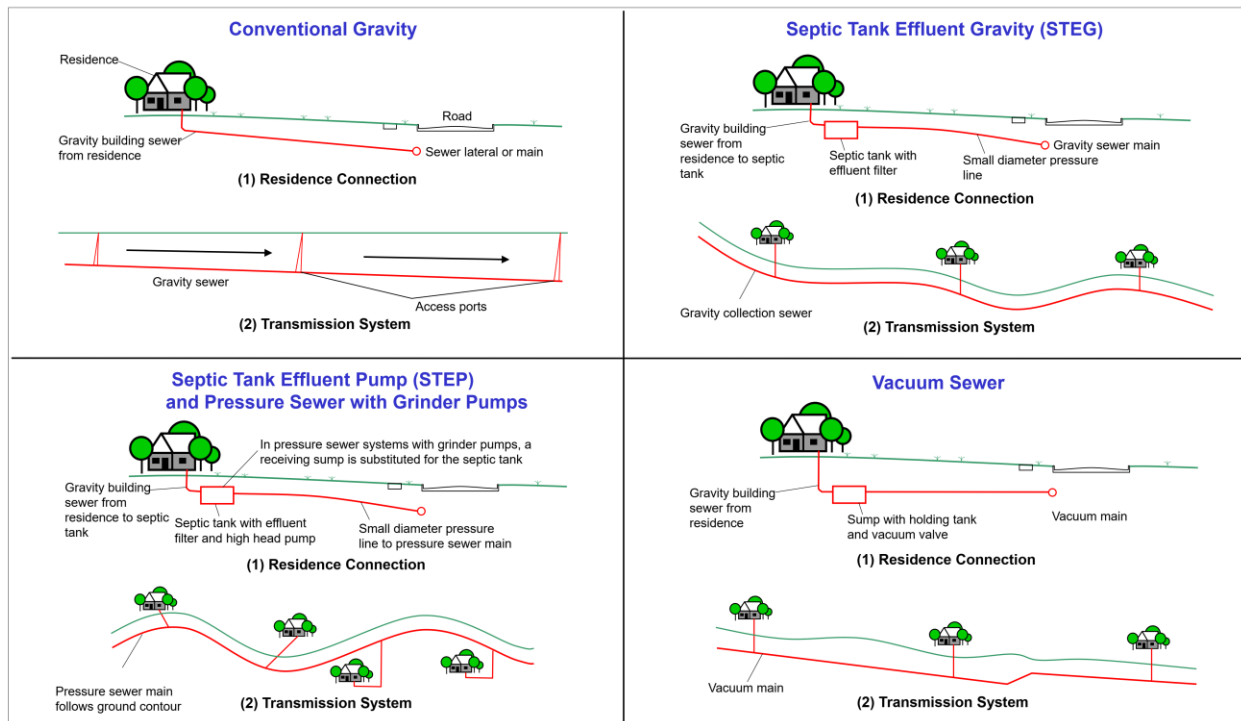 Conventional Gravity
Residence
Road
Gravity building sewer
from residence
Sewer lateral or main
(1) Residence Connection
Gravity sewer
Access ports
(2) Transmission System
Septic Tank Effluent Gravity (STEG)
Gravity building
sewer from
residence to septic
tank
Septic tank with
effluent filter
Small diameter pressure
line
Gravity sewer main
(1) Residence Connection
Gravity collection sewer
(2) Transmission System
Septic Tank Effluent Pump (STEP)
and Pressure Sewer with Grinder Pumps
In pressure sewer systems with grinder pumps, a
receiving sump is substituted for the septic tank
Gravity building
sewer from
residence to septic
tank
Septic tank with effluent
filter and high head pump
Small diameter pressure
line to pressure sewer main
(1) Residence Connection
Pressure sewer main
follows ground contour
(2) Transmission System
Vacuum Sewer
Gravity building
sewer from
residence
Sump with holding tank
and vacuum valve
Vacuum main
(1) Residence Connection
Vacuum main
(2) Transmission System